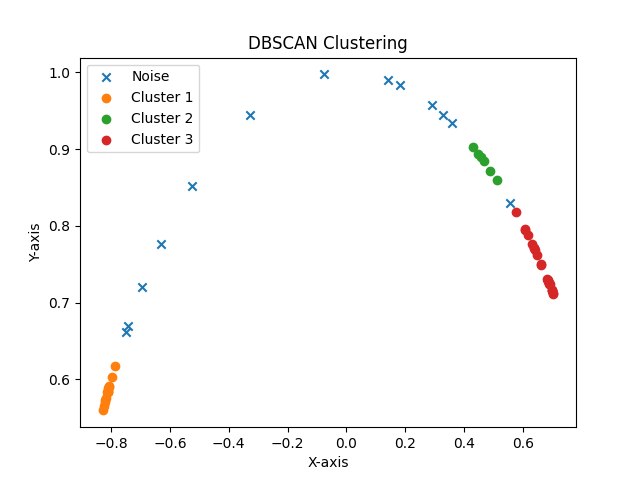 DBSCAN Clustering
Noise
Cluster 1
Cluster 2
Cluster 3
1.0
0.9
0.8
0.7
0.6
Y-axis
−0.8 −0.6 −0.4 −0.2 0.0 0.2 0.4 0.6
X-axis